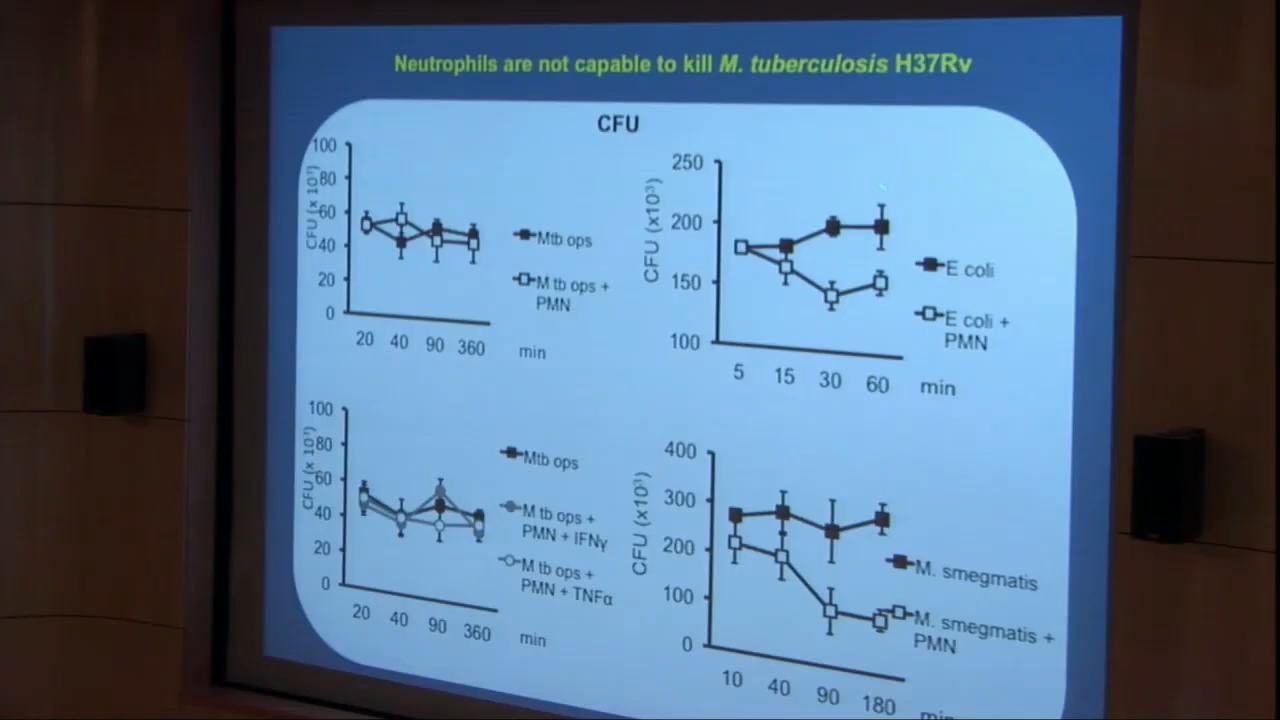 Neutrophils are not capable to kill M. tuberculosis H37Rv
CFU
100
80
60
40
20
0
CFU (x 10³)
20 40 90 360 min
Mtb ops
M tb ops +
PMN
250
200
150
100
CFU (x10³)
5 15 30 60 min
E coli
E coli +
PMN
100
80
60
40
20
0
CFU (x 10³)
20 40 90 360 min
Mtb ops
M tb ops +
PMN + IFNγ
M tb ops +
PMN + TNFα
400
300
200
100
0
CFU (x10³)
10 40 90 180 min
M. smegmatis
M. smegmatis +
PMN